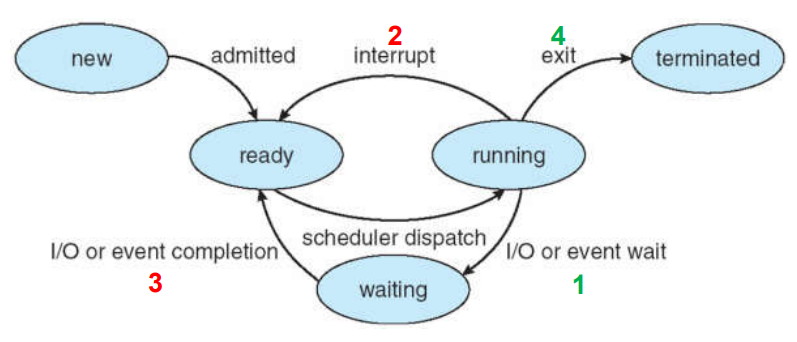 2
4
new
admitted
interrupt
exit
terminated
ready
running
scheduler dispatch
I/O or event completion
I/O or event wait
3
1
waiting